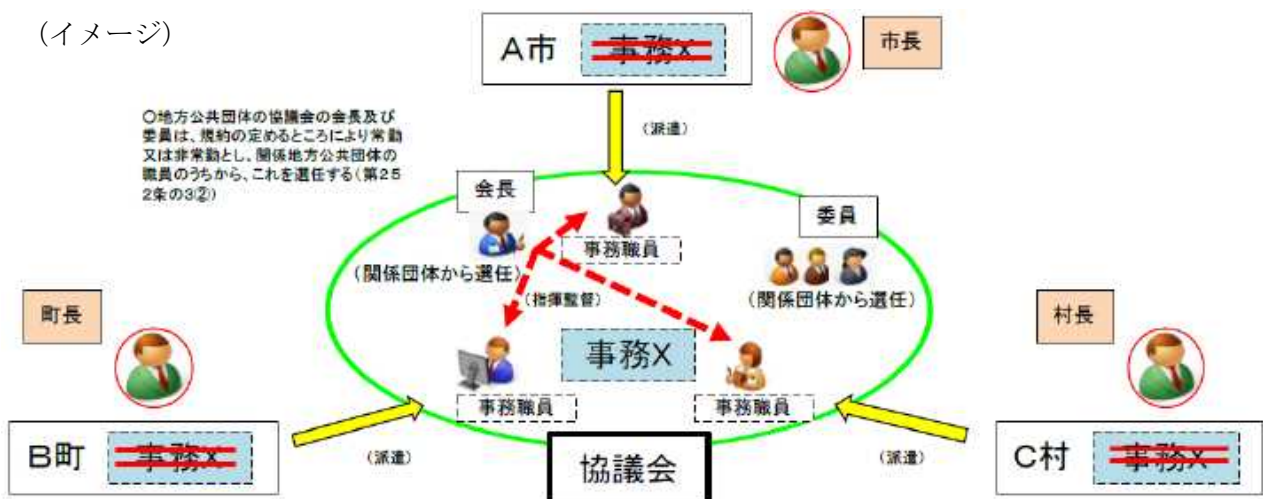 (イメージ)
A市 事務X
市長
○地方公共団体の協議会の会長及び
委員は、規約の定めるところにより常勤
又は非常勤とし、関係地方公共団体の
職員のうちから、これを選任する(第25
2条の3②)
(派遣)
会長
委員
事務職員
(関係団体から選任)
(関係団体から選任)
(指揮監督)
町長
村長
事務X
事務職員
事務職員
B町 事務X
(派遣)
協議会
(派遣)
C村 事務X